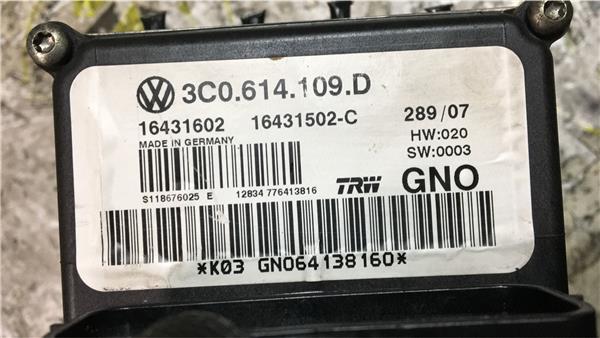 3C0.614.109.D
16431602 16431502-C 289/07
MADE IN GERMANY HW:020
SW:0003
S118676025 E 12834 776413816 TRW GNO
*K03 GNO64138160*